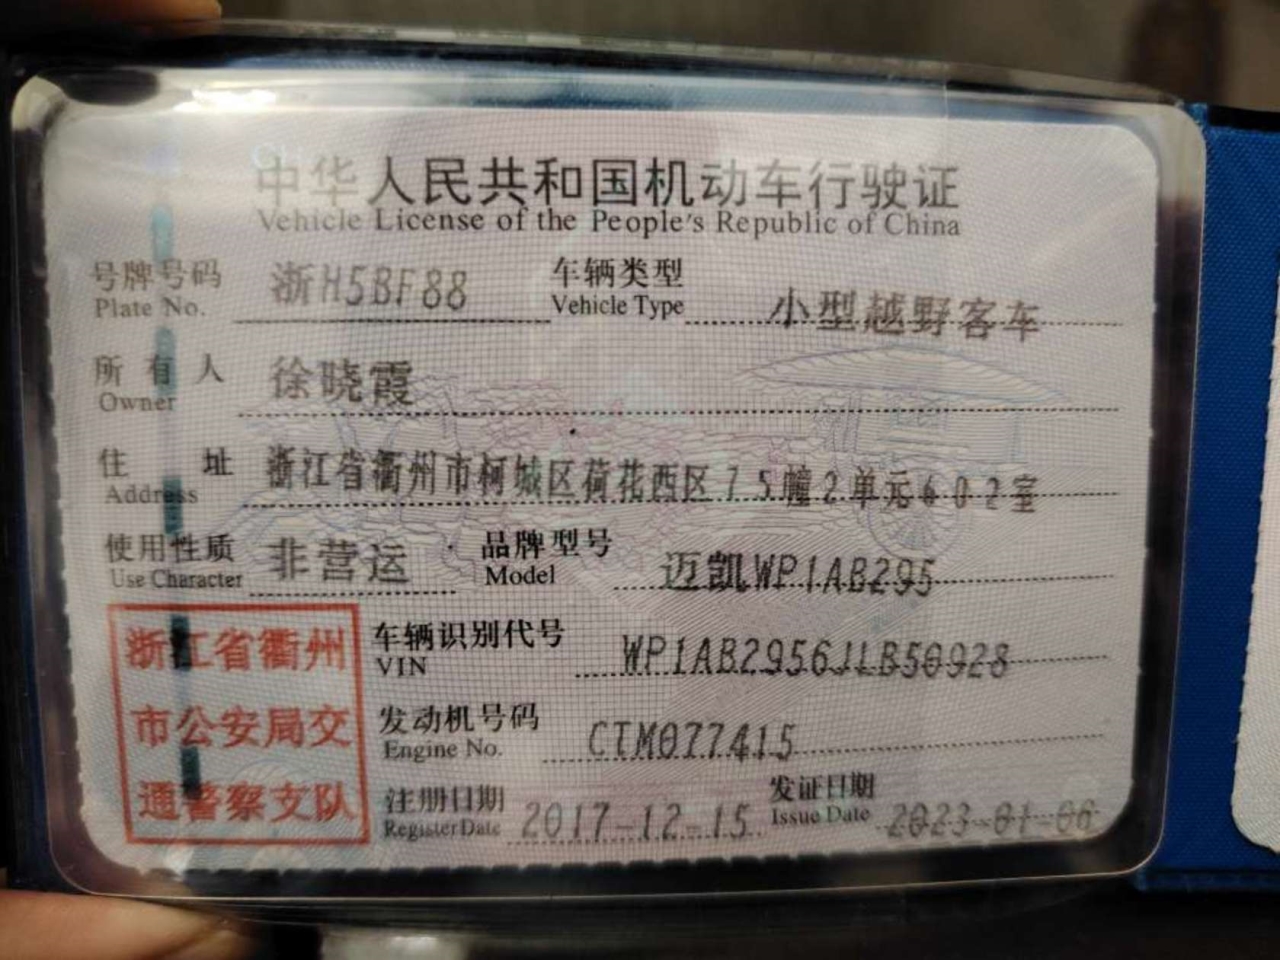 中华人民共和国机动车行驶证
Vehicle License of the People's Republic of China
号牌号码 浙H5BF88 车辆类型 小型越野客车
Plate No. Vehicle Type
所有人 徐晓霞
Owner
住址 浙江省衢州市柯城区荷花西区75幢2单元602室
Address
使用性质 非营运 品牌型号 迈凯WP1AB295
Use Character Model
浙江省衢州
市公安局交
通警察支队
车辆识别代号 WP1AB2956JLB50928
VIN
发动机号码 CTM077415
Engine No.
注册日期 2017-12-15 发证日期 2023-01-06
Register Date Issue Date